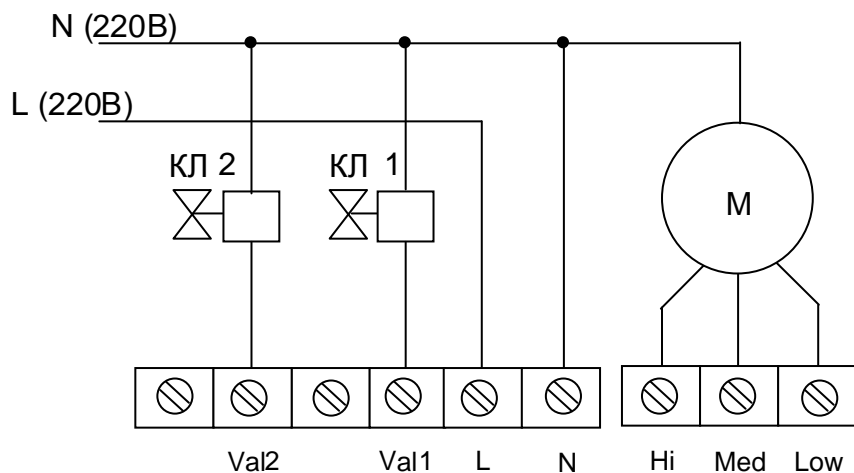 N (220В)
L (220В)
КЛ 2
КЛ 1
М
Val2
Val1
L
N
Hi
Med
Low